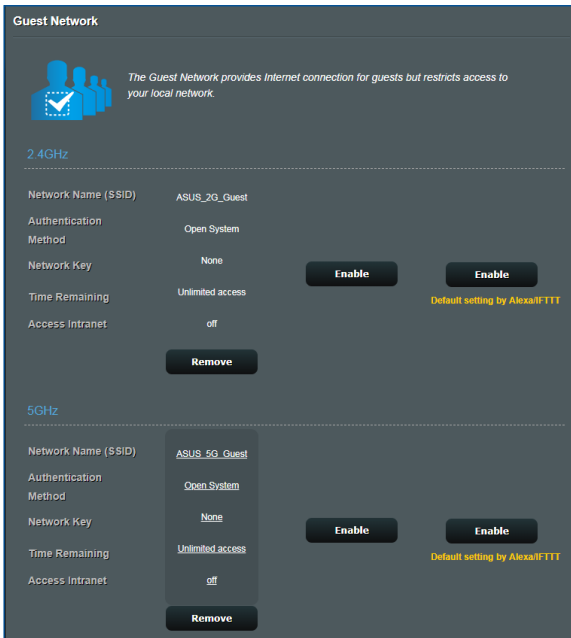 Guest Network
The Guest Network provides Internet connection for guests but restricts access to
your local network.
2.4GHz
Network Name (SSID) ASUS_2G_Guest
Authentication
Method Open System
Network Key None
Enable Enable
Time Remaining Unlimited access
Default setting by Alexa/IFTTT
Access Intranet off
Remove
5GHz
Network Name (SSID) ASUS_5G_Guest
Authentication
Method Open System
Network Key None
Enable Enable
Time Remaining Unlimited access
Default setting by Alexa/IFTTT
Access Intranet off
Remove